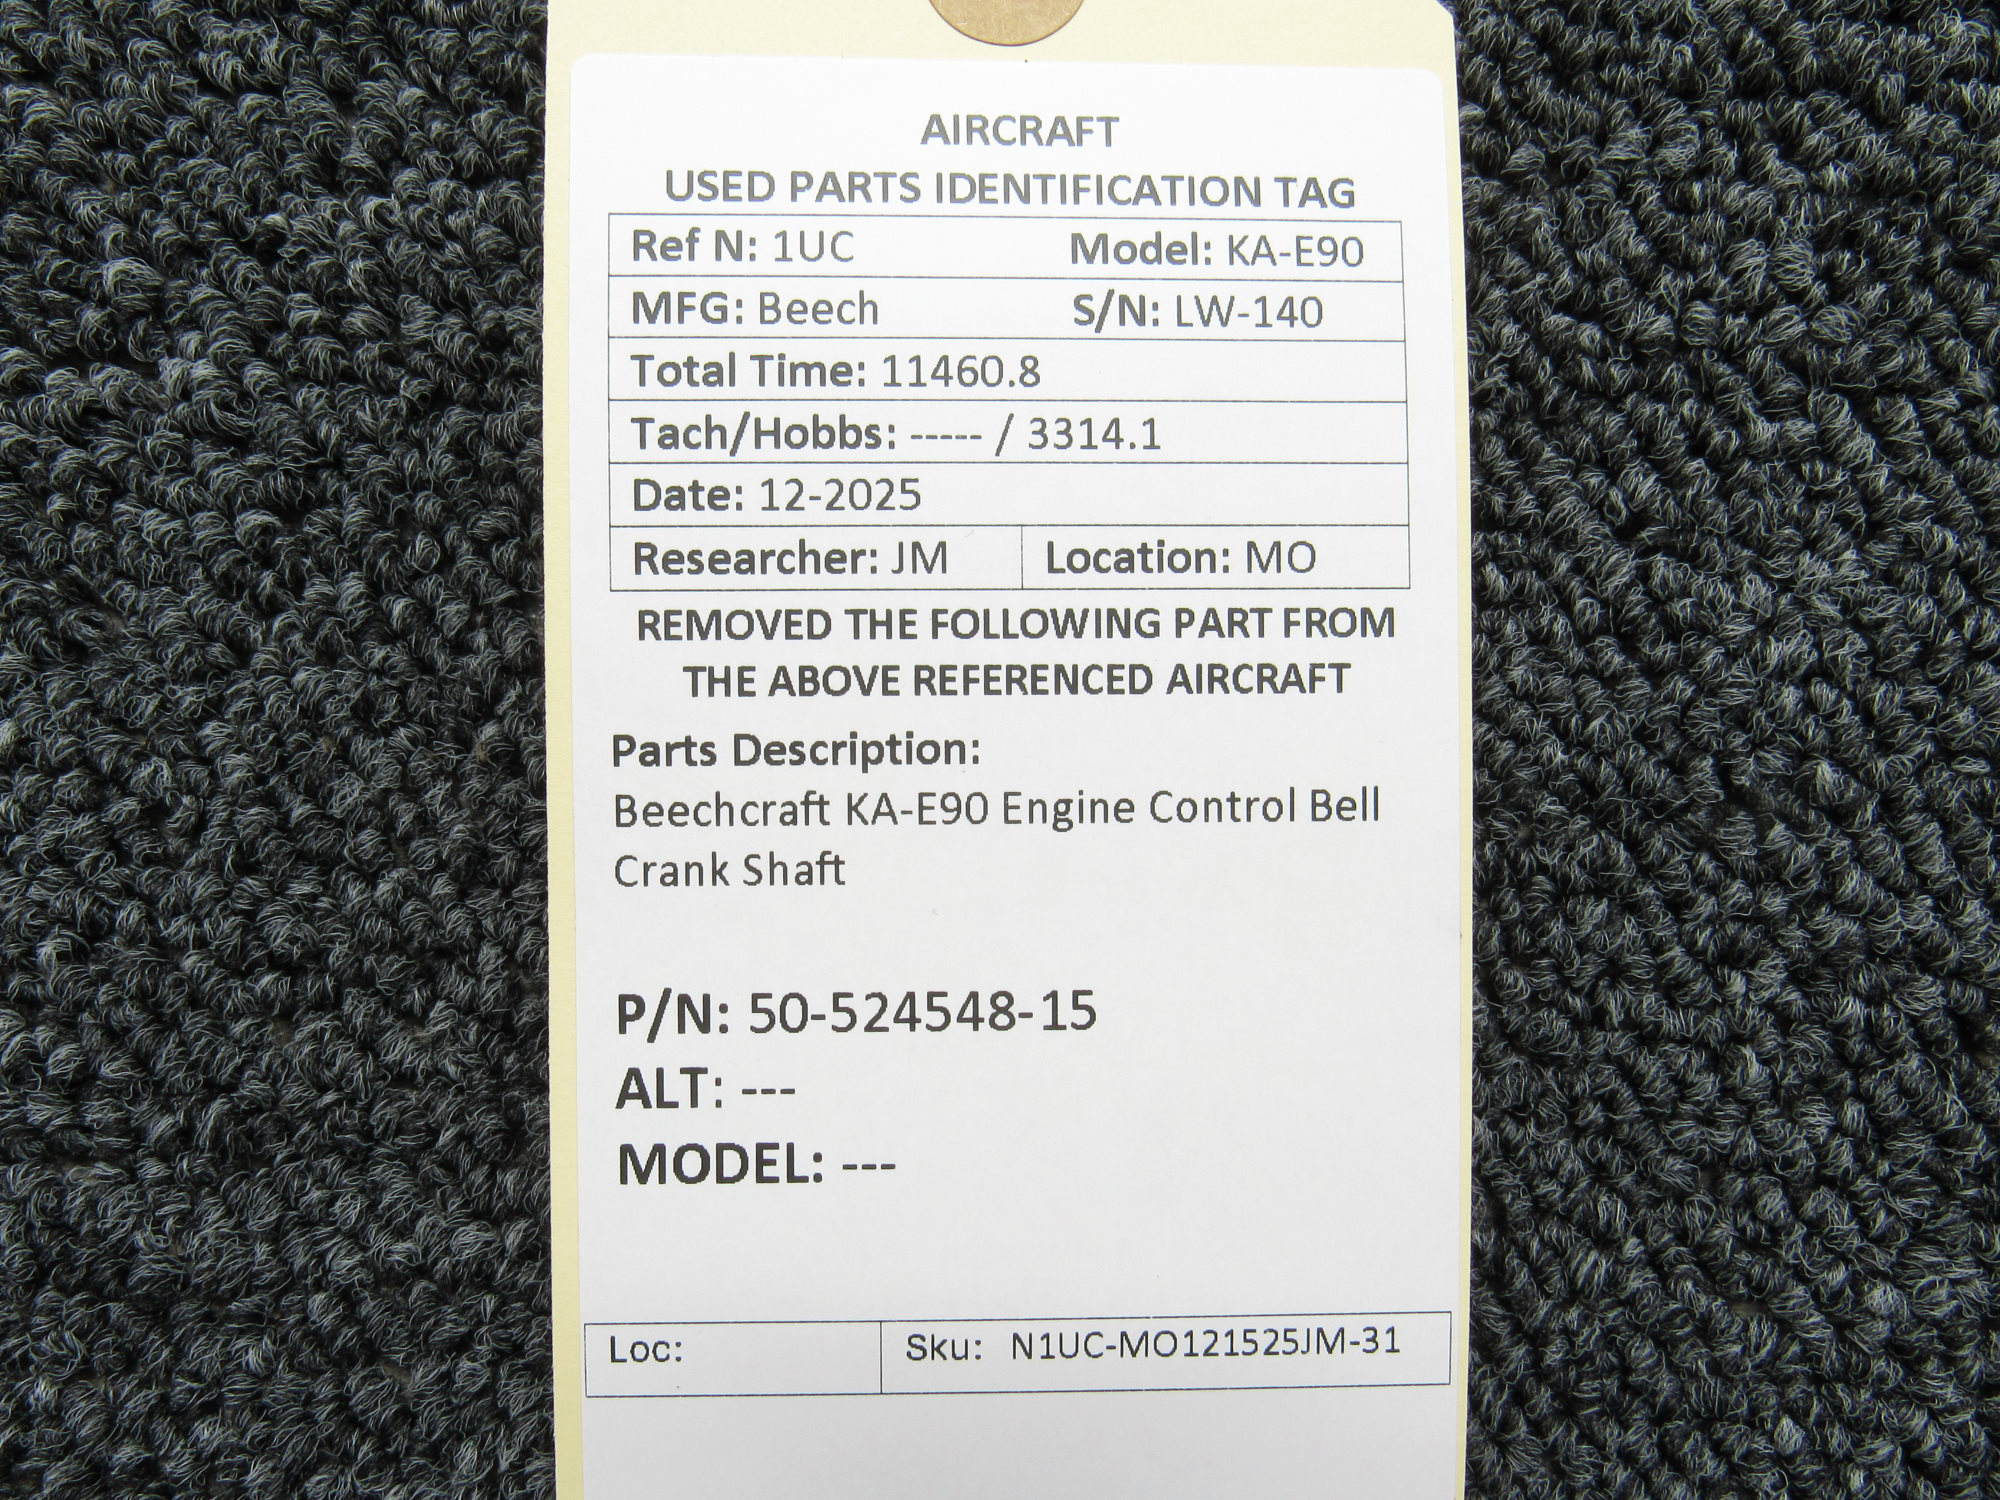 AIRCRAFT
USED PARTS IDENTIFICATION TAG
Ref N: 1UC Model: KA-E90
MFG: Beech S/N: LW-140
Total Time: 11460.8
Tach/Hobbs: ----- / 3314.1
Date: 12-2025
Researcher: JM Location: MO
REMOVED THE FOLLOWING PART FROM
THE ABOVE REFERENCED AIRCRAFT
Parts Description:
Beechcraft KA-E90 Engine Control Bell
Crank Shaft
P/N: 50-524548-15
ALT: ---
MODEL: ---
Loc: Sku: N1UC-MO121525JM-31